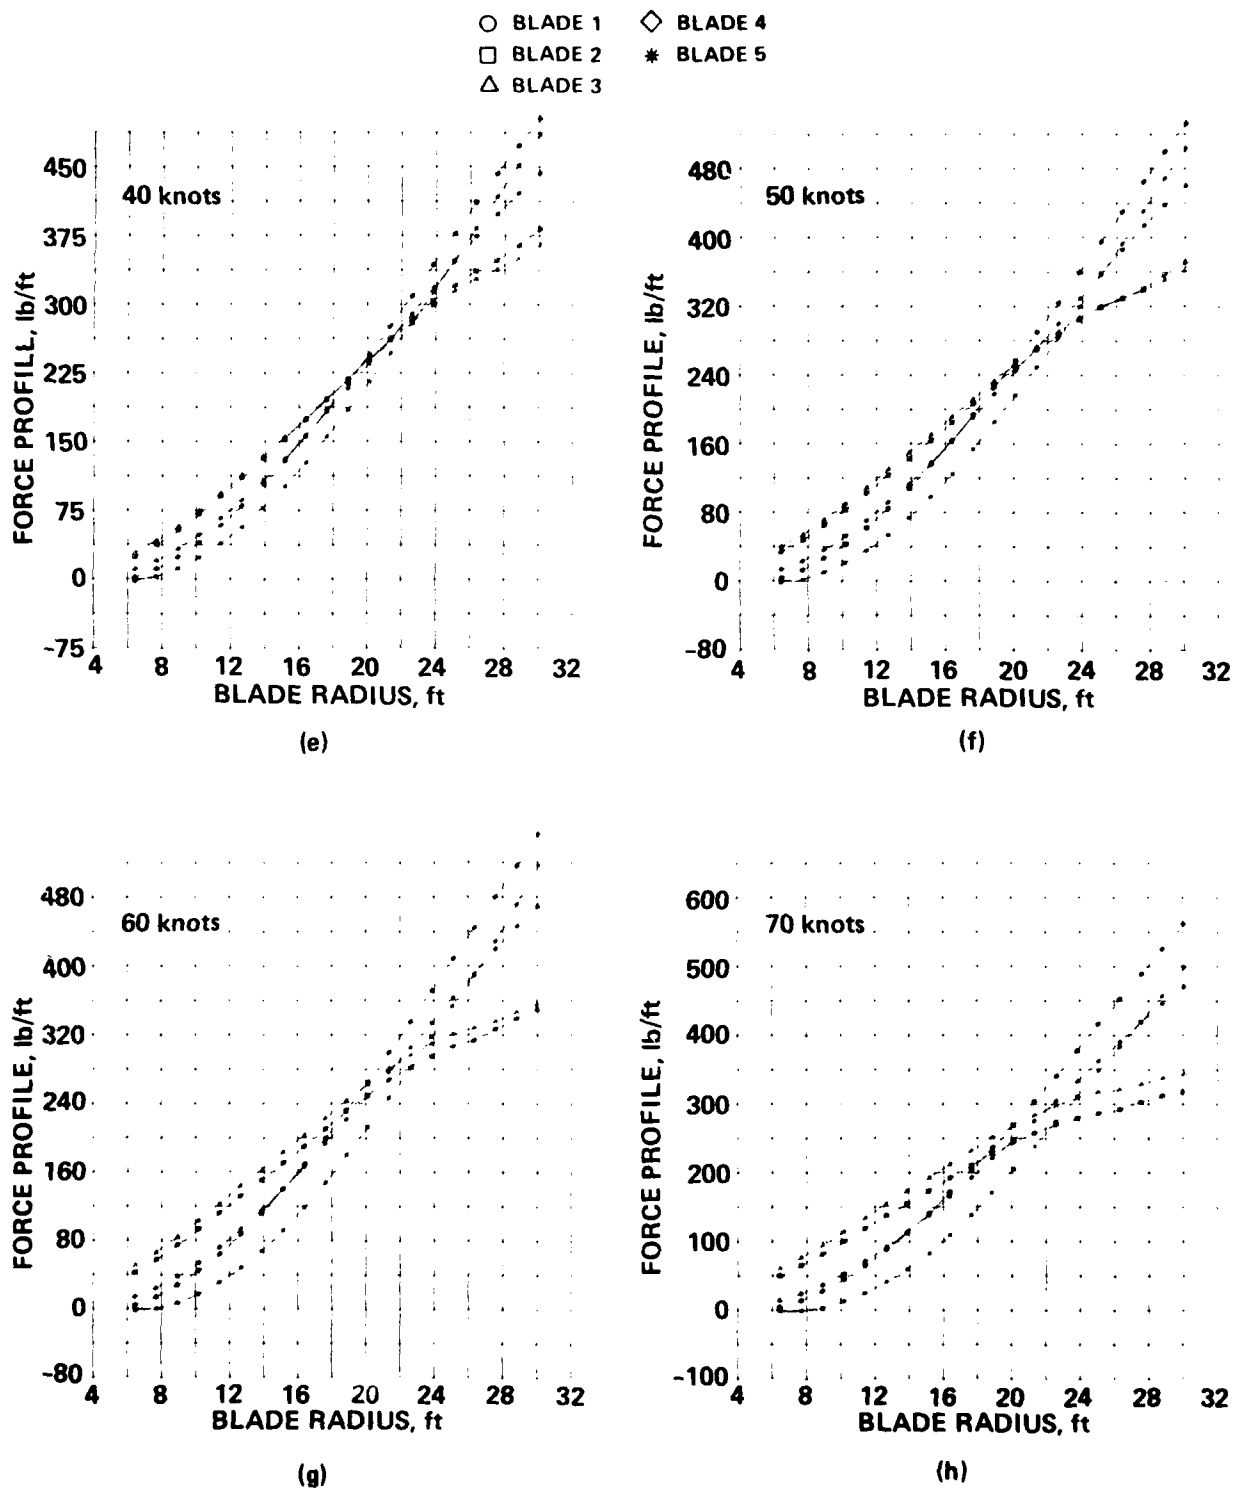 BLADE 1
BLADE 2
BLADE 3
BLADE 4
BLADE 5
450
375
300
225
150
75
0
-75
40 knots
FORCE PROFILL, lb/ft
4 8 12 16 20 24 28 32
BLADE RADIUS, ft
(e)
480
400
320
240
160
80
0
-80
50 knots
FORCE PROFILE, lb/ft
4 8 12 16 20 24 28 32
BLADE RADIUS, ft
(f)
480
400
320
240
160
80
0
-80
60 knots
FORCE PROFILE, lb/ft
4 8 12 16 20 24 28 32
BLADE RADIUS, ft
(g)
600
500
400
300
200
100
0
-100
70 knots
FORCE PROFILE, lb/ft
4 8 12 16 20 24 28 32
BLADE RADIUS, ft
(h)